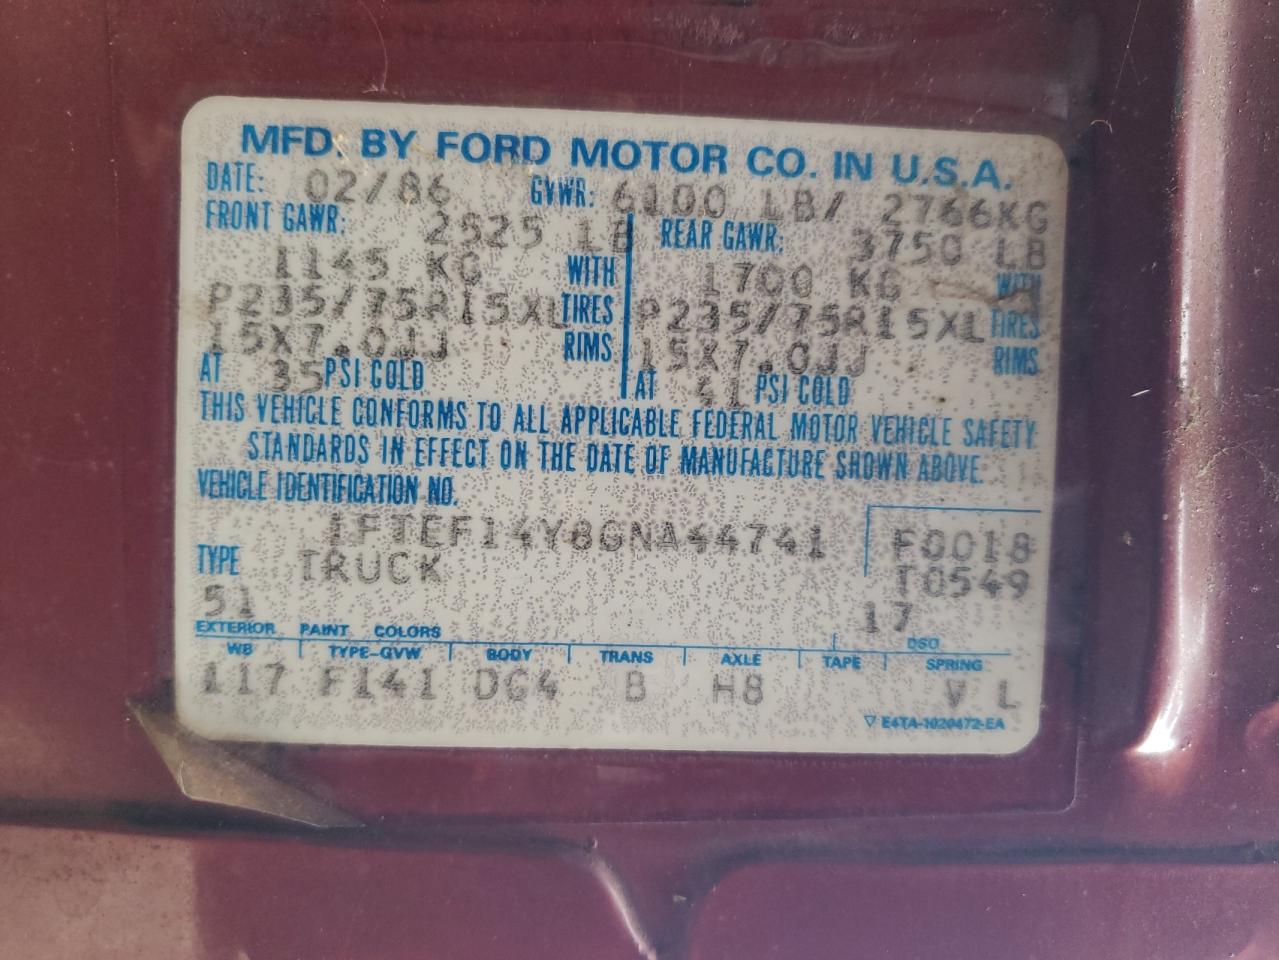 MFD. BY FORD MOTOR CO. IN U.S.A.
DATE: 02/86 GVWR: 6100 LB/ 2766KG
FRONT GAWR: 2525 LB REAR GAWR: 3750 LB
1145 KG WITH 1700 KG WITH
P235/75R15XL TIRES P235/75R15XL TIRES
15X7.0JJ RIMS 15X7.0JJ RIMS
AT 35 PSI COLD AT 41 PSI COLD
THIS VEHICLE CONFORMS TO ALL APPLICABLE FEDERAL MOTOR VEHICLE SAFETY
STANDARDS IN EFFECT ON THE DATE OF MANUFACTURE SHOWN ABOVE.
VEHICLE IDENTIFICATION NO.
1FTEF14Y8GNA44741 F0018
TYPE TRUCK T0549
51 17
EXTERIOR PAINT COLORS DSO
WB TYPE-GVW BODY TRANS AXLE TAPE SPRING
117 F141 DG4 B H8 V L
▽ E4TA-1020472-EA